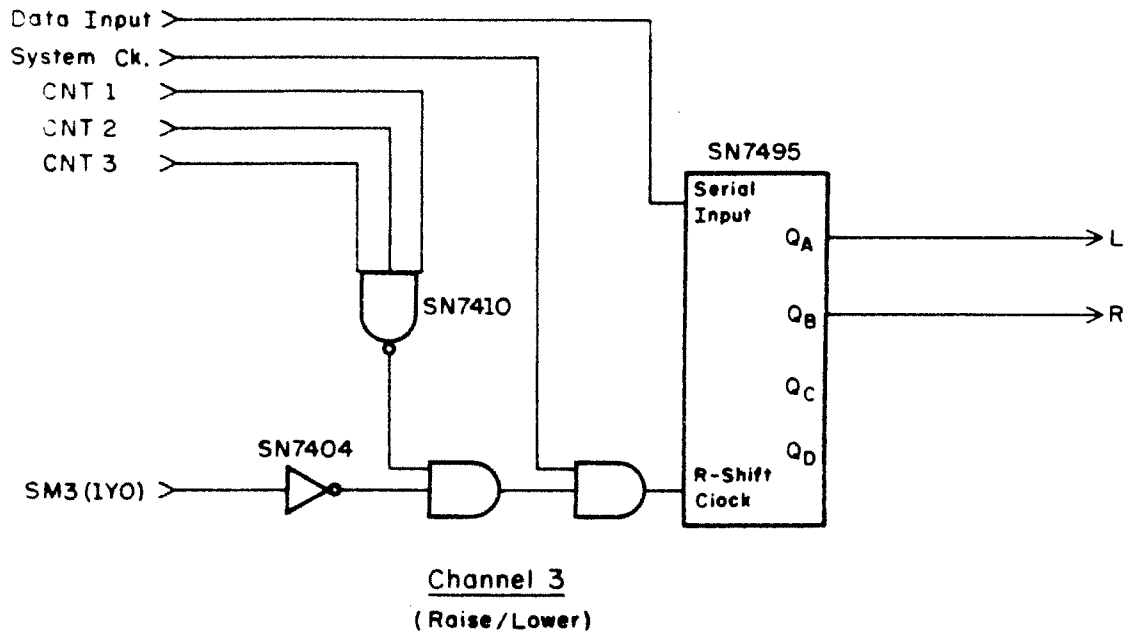 Data Input
System Ck.
CNT 1
CNT 2
CNT 3
SN7495
Serial
Input
QA
L
SN7410
QB
R
QC
SN7404
QD
SM3 (1Y0)
R-Shift
Clock
Channel 3
(Raise/Lower)